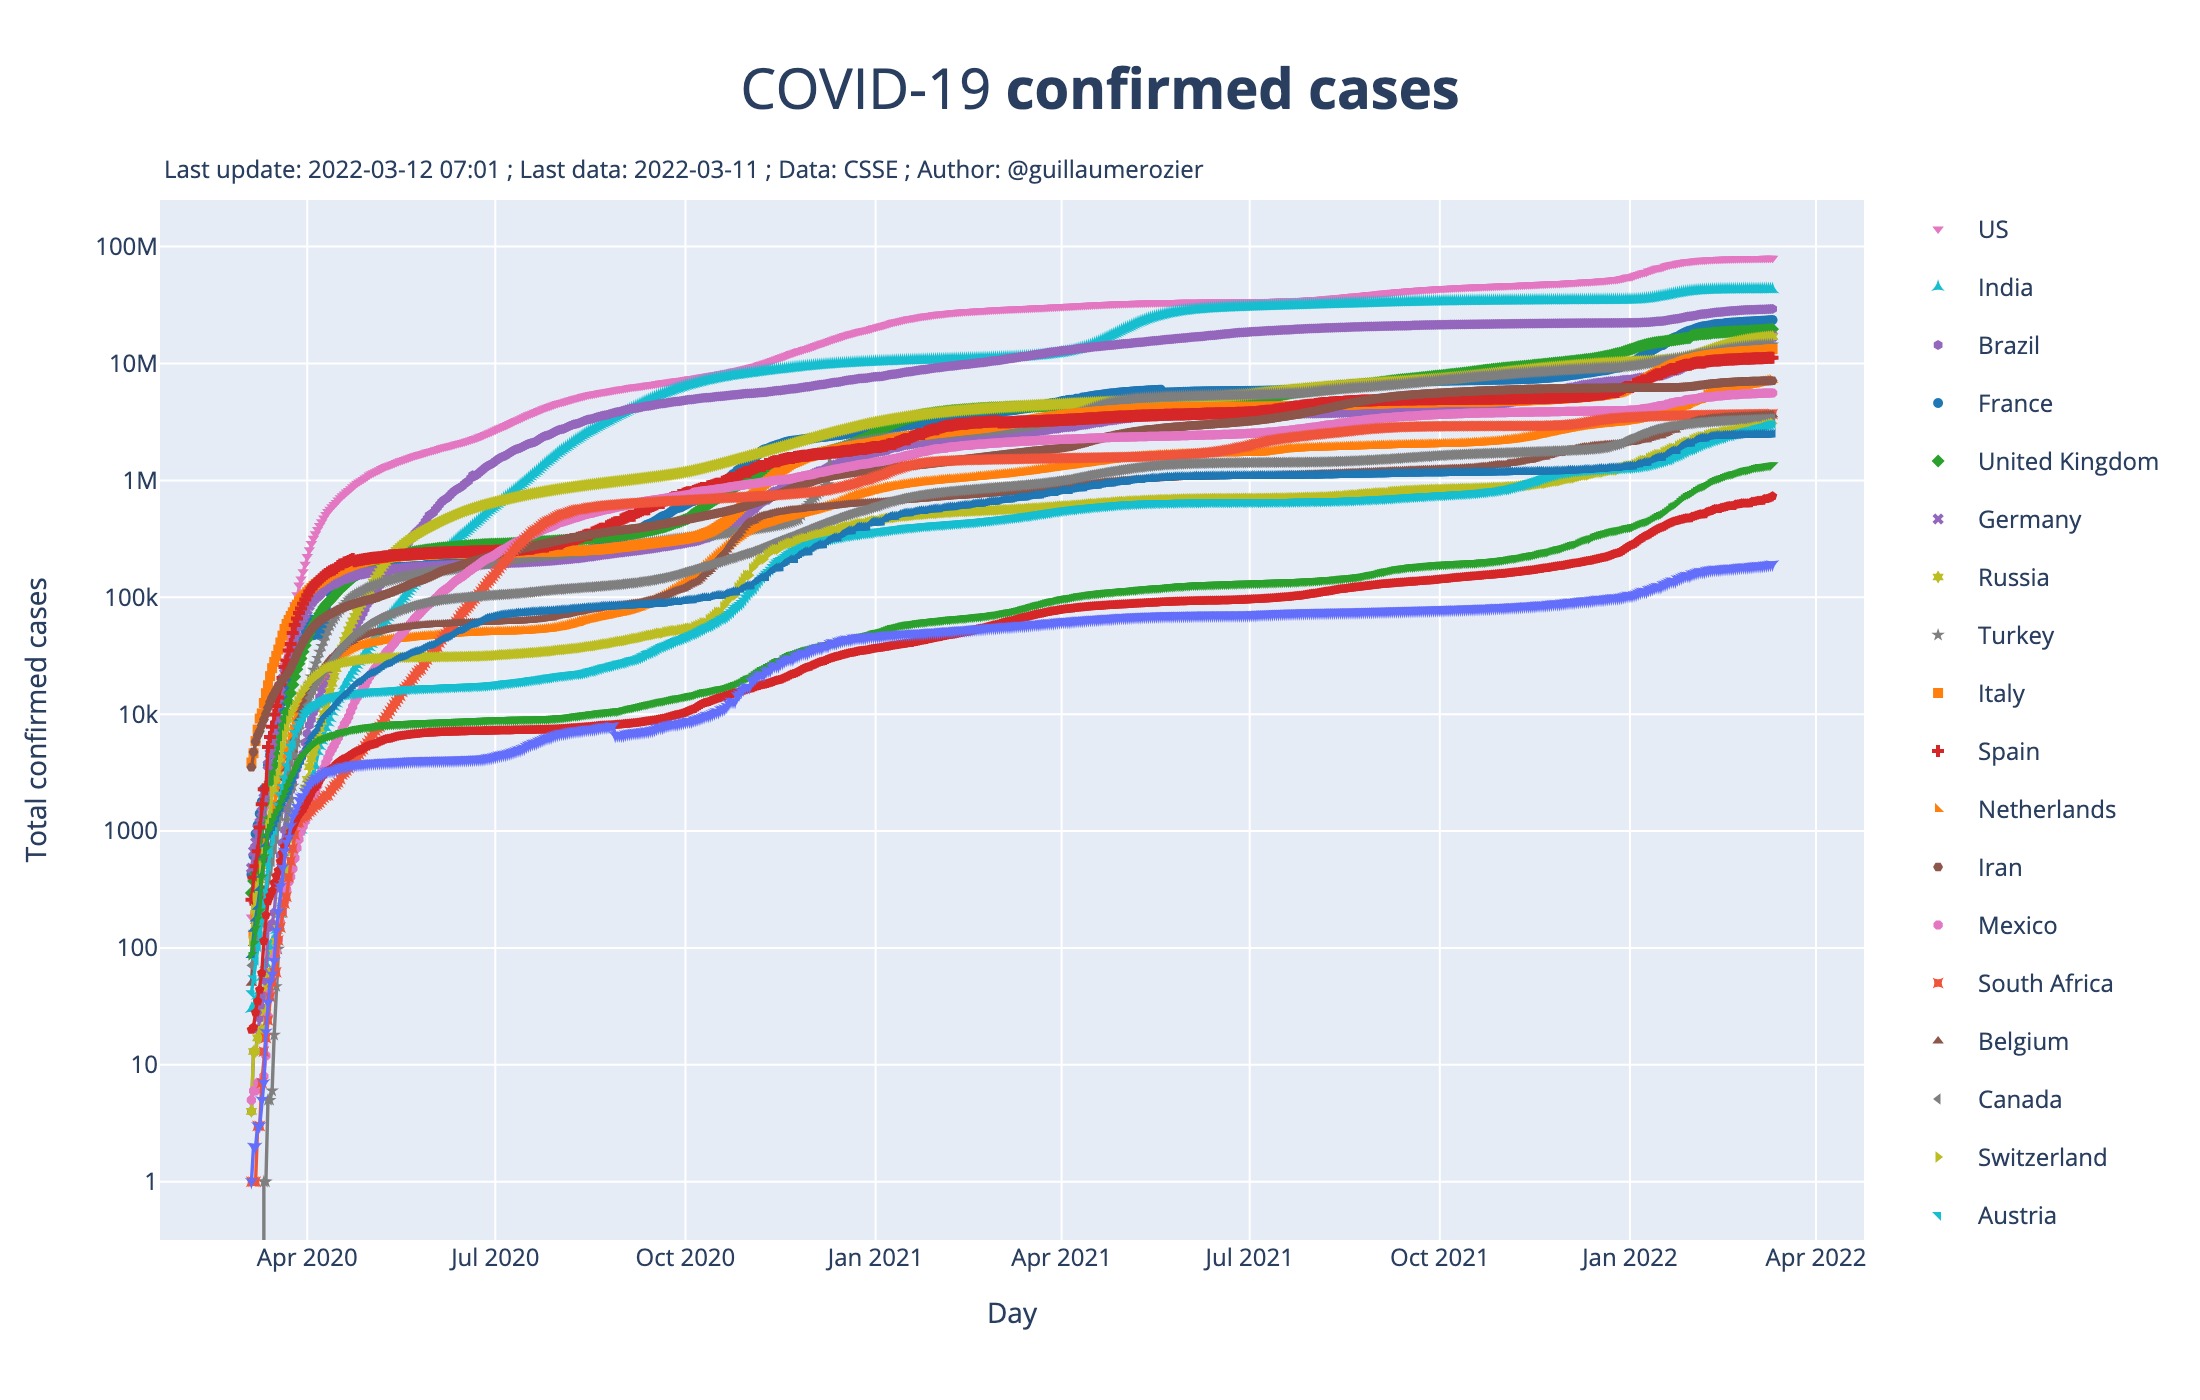 COVID-19 confirmed cases
Last update: 2022-03-12 07:01 ; Last data: 2022-03-11 ; Data: CSSE ; Author: @guillaumerozier
Total confirmed cases
100M
10M
1M
100k
10k
1000
100
10
1
Apr 2020
Jul 2020
Oct 2020
Jan 2021
Apr 2021
Jul 2021
Oct 2021
Jan 2022
Apr 2022
Day
US
India
Brazil
France
United Kingdom
Germany
Russia
Turkey
Italy
Spain
Netherlands
Iran
Mexico
South Africa
Belgium
Canada
Switzerland
Austria